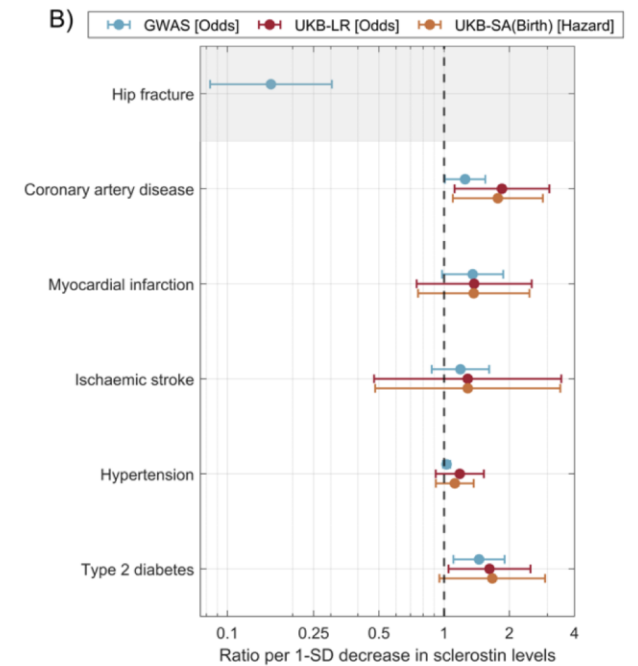 B)
GWAS [Odds] UKB-LR [Odds] UKB-SA(Birth) [Hazard]
Hip fracture
Coronary artery disease
Myocardial infarction
Ischaemic stroke
Hypertension
Type 2 diabetes
0.1 0.25 0.5 1 2 4
Ratio per 1-SD decrease in sclerostin levels